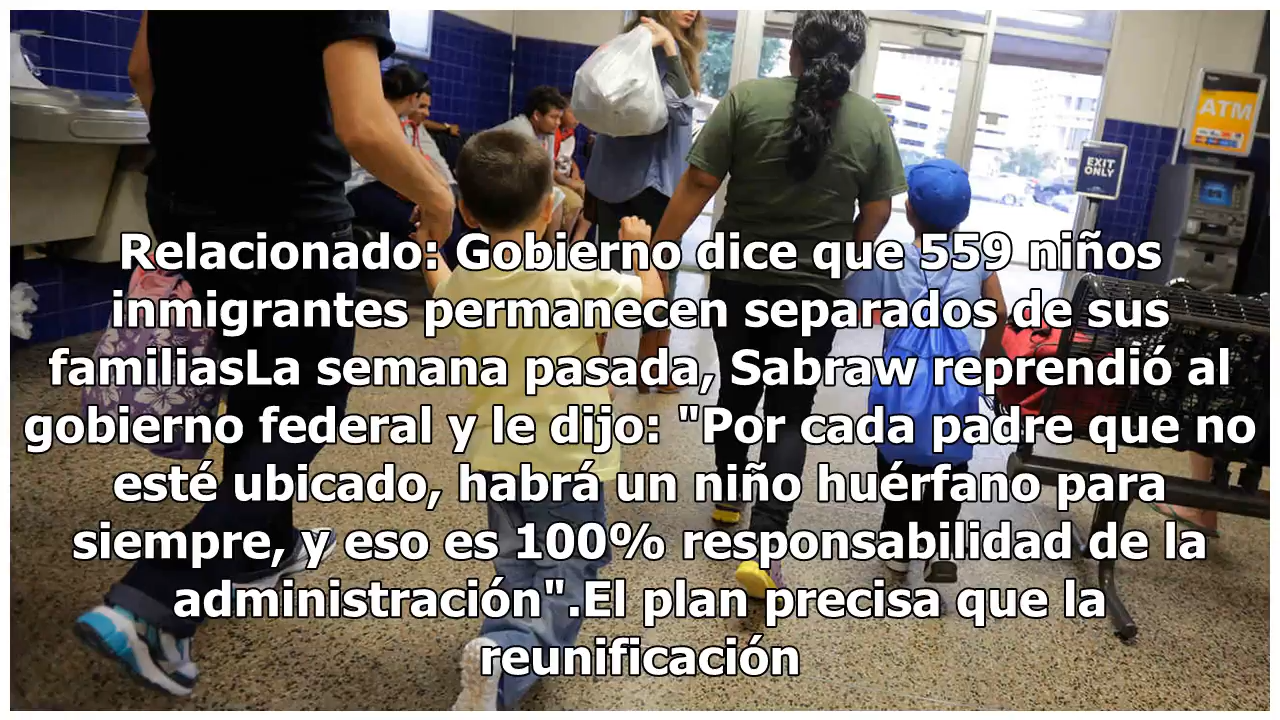 ATM
EXIT
ONLY
Relacionado: Gobierno dice que 559 niños
inmigrantes permanecen separados de sus
familiasLa semana pasada, Sabraw reprendió al
gobierno federal y le dijo: "Por cada padre que no
esté ubicado, habrá un niño huérfano para
siempre, y eso es 100% responsabilidad de la
administración".El plan precisa que la
reunificación